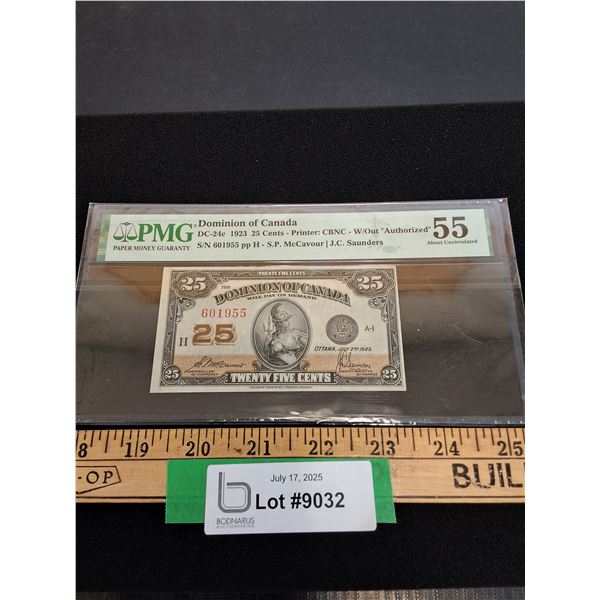 PMG
PAPER MONEY GUARANTY
Dominion of Canada
DC-24c 1923 25 Cents - Printer: CBNC - W/Out "Authorized"
S/N 601955 pp H - S.P. McCavour | J.C. Saunders
55
About Uncirculated
TWENTY FIVE CENTS
25
25
THE
DOMINION OF CANADA
WILL PAY ON DEMAND
601955
H 25
A-1
OTTAWA, JULY 2ND 1923.
25
TWENTY FIVE CENTS
25
8 19 20 21 22 23 24 25
-OP
BUIL
July 17, 2025
Lot #9032
b
BODNARUS
AUCTIONEERING